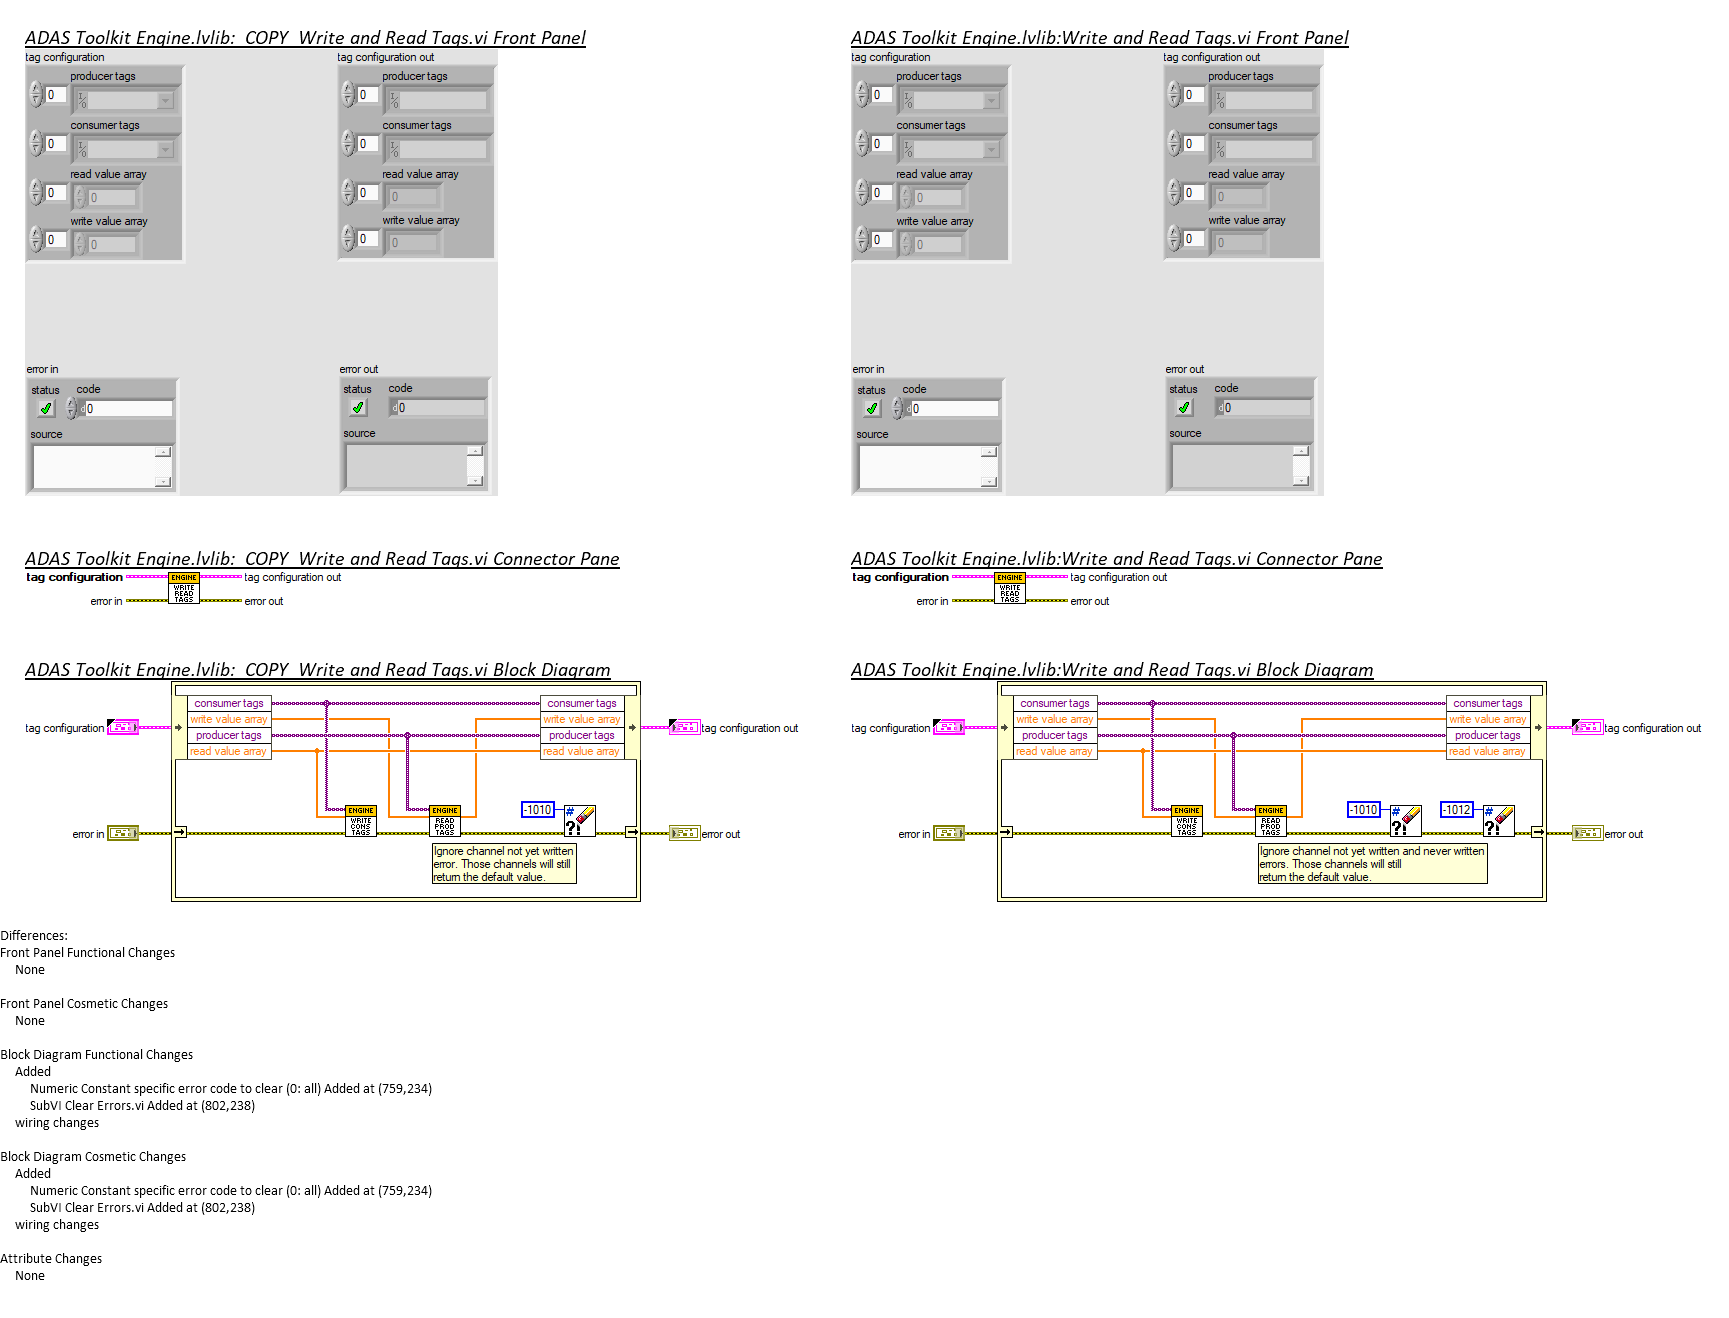 ADAS Toolkit Engine.lvlib:  COPY  Write and Read Tags.vi Front Panel
tag configuration
producer tags
0
consumer tags
0
read value array
0
0
write value array
0
0
tag configuration out
producer tags
0
consumer tags
0
read value array
0
0
write value array
0
0
error in
status code
d0
source
error out
status code
d0
source
ADAS Toolkit Engine.lvlib:Write and Read Tags.vi Front Panel
tag configuration
producer tags
0
consumer tags
0
read value array
0
0
write value array
0
0
tag configuration out
producer tags
0
consumer tags
0
read value array
0
0
write value array
0
0
error in
status code
d0
source
error out
status code
d0
source
ADAS Toolkit Engine.lvlib:  COPY  Write and Read Tags.vi Connector Pane
tag configuration
ENGINE
WRITE
READ
TAGS
tag configuration out
error in
error out
ADAS Toolkit Engine.lvlib:Write and Read Tags.vi Connector Pane
tag configuration
ENGINE
WRITE
READ
TAGS
tag configuration out
error in
error out
ADAS Toolkit Engine.lvlib:  COPY  Write and Read Tags.vi Block Diagram
consumer tags
write value array
producer tags
read value array
consumer tags
write value array
producer tags
read value array
tag configuration
tag configuration out
ENGINE
WRITE
CONS
TAGS
ENGINE
READ
PROD
TAGS
-1010
#
?!
error in
error out
Ignore channel not yet written
error. Those channels will still
return the default value.
ADAS Toolkit Engine.lvlib:Write and Read Tags.vi Block Diagram
consumer tags
write value array
producer tags
read value array
consumer tags
write value array
producer tags
read value array
tag configuration
tag configuration out
ENGINE
WRITE
CONS
TAGS
ENGINE
READ
PROD
TAGS
-1010
#
?!
-1012
#
?!
error in
error out
Ignore channel not yet written and never written
errors. Those channels will still
return the default value.
Differences:
Front Panel Functional Changes
None
Front Panel Cosmetic Changes
None
Block Diagram Functional Changes
Added
Numeric Constant specific error code to clear (0: all) Added at (759,234)
SubVI Clear Errors.vi Added at (802,238)
wiring changes
Block Diagram Cosmetic Changes
Added
Numeric Constant specific error code to clear (0: all) Added at (759,234)
SubVI Clear Errors.vi Added at (802,238)
wiring changes
Attribute Changes
None